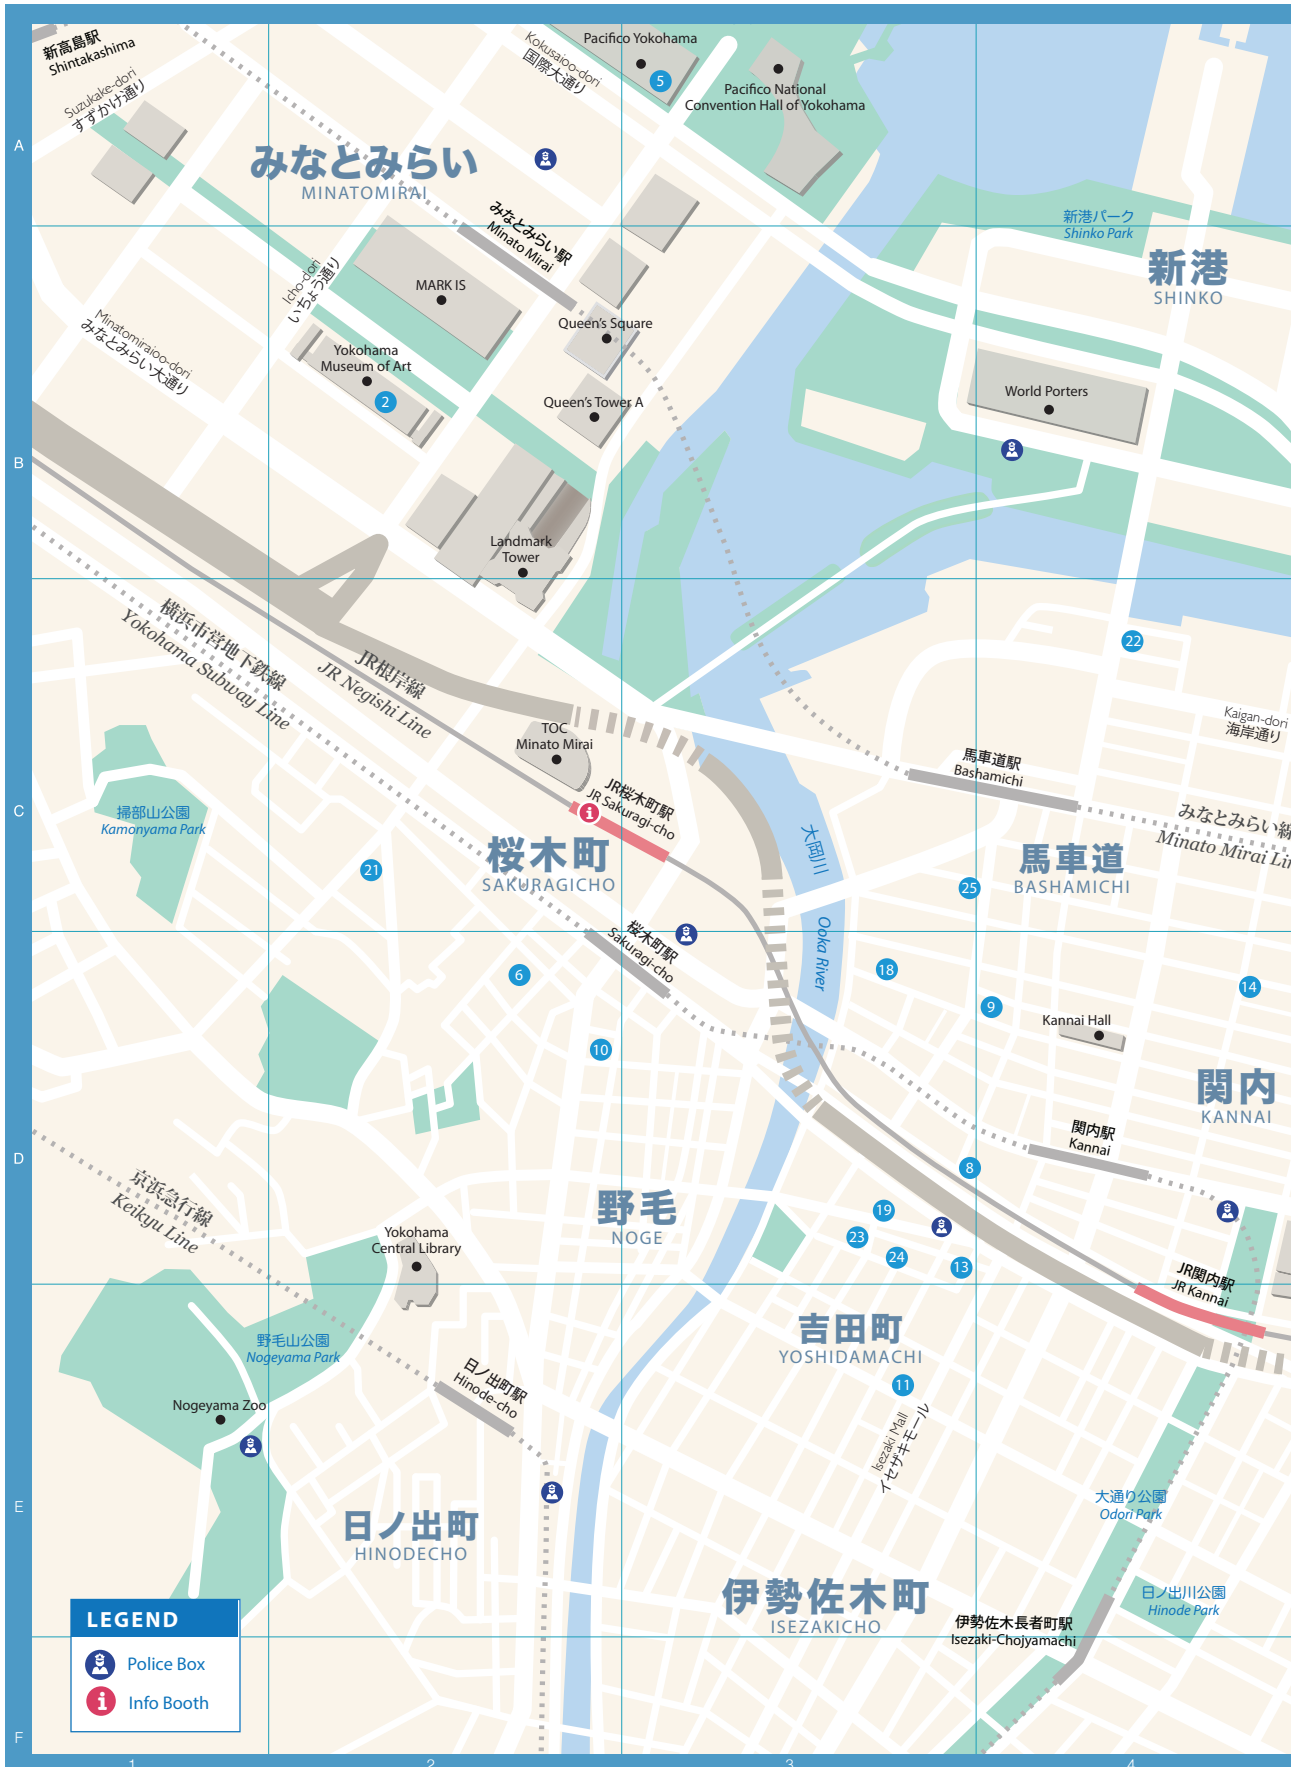 新高島駅
Shintakashima
Suzukake-dori
すずかけ通り
Kokusaioo-dori
国際大通り
Pacifico Yokohama
5
Pacifico National
Convention Hall of Yokohama
A
みなとみらい
MINATOMIRAI
みなとみらい駅
Minato Mirai
新港パーク
Shinko Park
新港
SHINKO
Icho-dori
いちょう通り
MARK IS
Minatomiraioo-dori
みなとみらい大通り
Queen's Square
Yokohama
Museum of Art
2
Queen's Tower A
World Porters
B
Landmark
Tower
横浜市営地下鉄線
Yokohama Subway Line
JR根岸線
JR Negishi Line
22
Kaigan-dori
海岸通り
TOC
Minato Mirai
馬車道駅
Bashamichi
JR桜木町駅
JR Sakuragi-cho
掃部山公園
Kamonyama Park
C
みなとみらい線
Minato Mirai Lin
大岡川
Ooka River
桜木町
SAKURAGICHO
馬車道
BASHAMICHI
21
25
桜木町駅
Sakuragi-cho
6
18
9
14
Kannai Hall
10
関内
KANNAI
関内駅
Kannai
D
8
京浜急行線
Keikyu Line
野毛
NOGE
19
23
24
13
Yokohama
Central Library
JR関内駅
JR Kannai
吉田町
YOSHIDAMACHI
野毛山公園
Nogeyama Park
日ノ出町駅
Hinode-cho
11
Isezaki Mall
イセザキモール
Nogeyama Zoo
E
大通り公園
Odori Park
日ノ出町
HINODECHO
伊勢佐木町
ISEZAKICHO
日ノ出川公園
Hinode Park
伊勢佐木長者町駅
Isezaki-Chojyamachi
LEGEND
Police Box
Info Booth
F
1
2
3
4